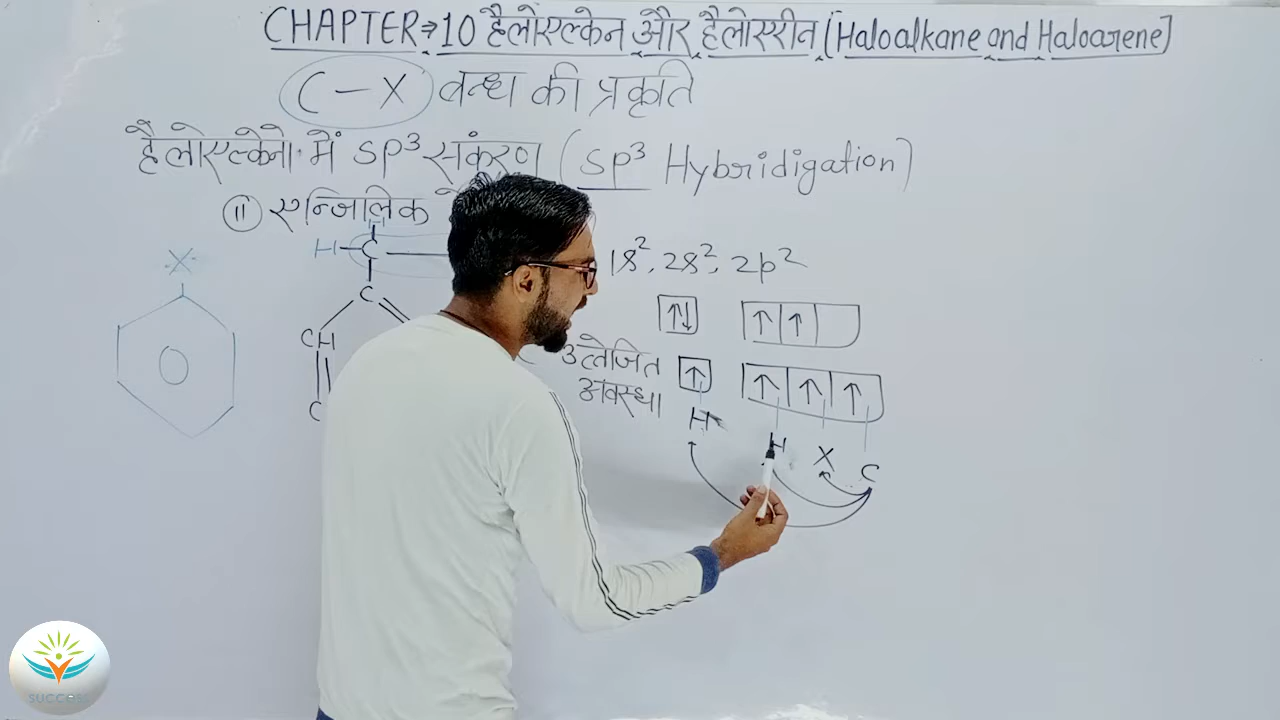 CHAPTER⇒10 हैलोएल्केन और हैलोएरीन (Haloalkane and Haloarene)
C – X बन्ध की प्रकृति
हैलोएल्केनो में SP³ संकरण (SP³ Hybridigation)
(II) एन्जिलिक
X
H–C
C
CH
C
1s², 2s², 2p²
↑↓ ↑ ↑
उत्तेजित
अवस्था
↑ ↑ ↑ ↑
H H X C
SUCCESS